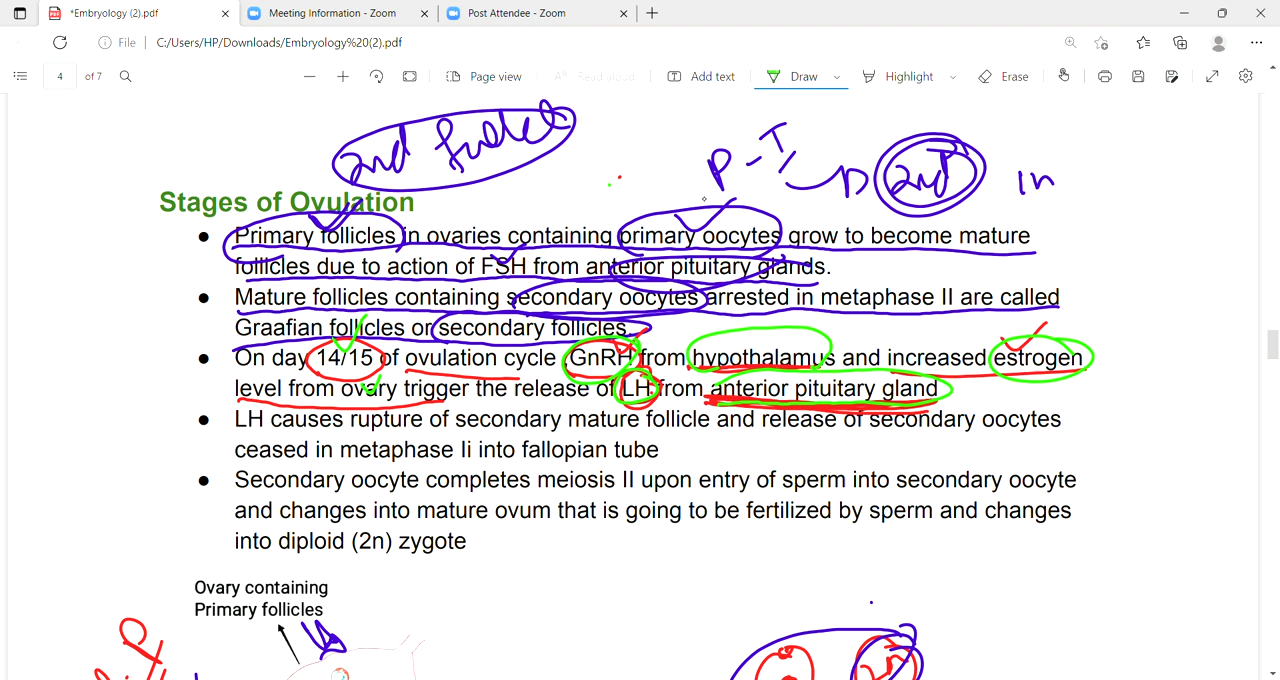 *Embryology (2).pdf
Meeting Information - Zoom
Post Attendee - Zoom
File
C:/Users/HP/Downloads/Embryology%20(2).pdf
4 of 7
Page view
Read aloud
Add text
Draw
Highlight
Erase
2nd
P - I
2nd
in
Stages of Ovulation
● Primary follicles in ovaries containing primary oocytes grow to become mature
follicles due to action of FSH from anterior pituitary glands.
● Mature follicles containing secondary oocytes arrested in metaphase II are called
Graafian follicles or secondary follicles.
● On day 14/15 of ovulation cycle GnRH from hypothalamus and increased estrogen
level from ovary trigger the release of LH from anterior pituitary gland
● LH causes rupture of secondary mature follicle and release of secondary oocytes
ceased in metaphase Ii into fallopian tube
● Secondary oocyte completes meiosis II upon entry of sperm into secondary oocyte
and changes into mature ovum that is going to be fertilized by sperm and changes
into diploid (2n) zygote
Ovary containing
Primary follicles